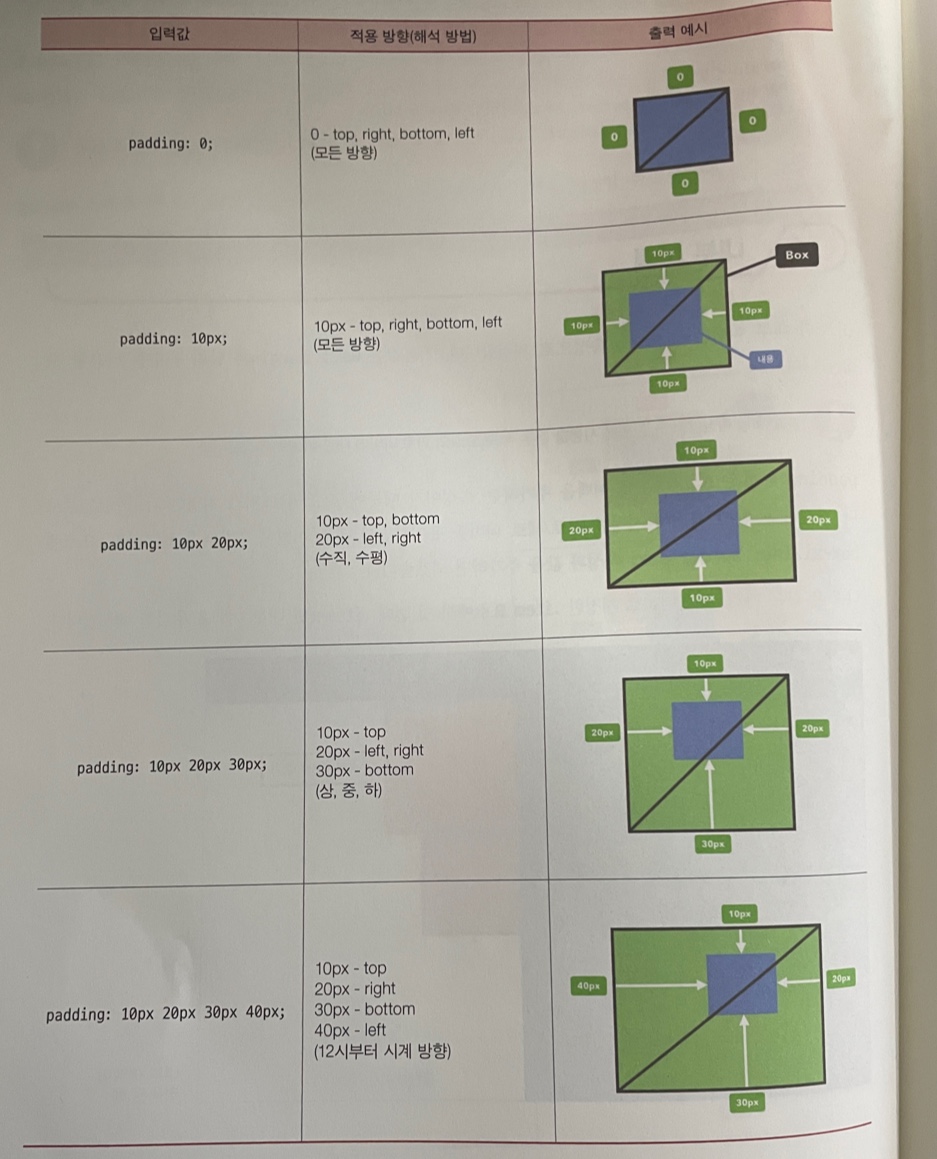 입력값
적용 방향(해석 방법)
출력 예시
padding: 0;
0 - top, right, bottom, left
(모든 방향)
0
0
0
0
padding: 10px;
10px - top, right, bottom, left
(모든 방향)
10px
Box
10px
10px
내용
10px
padding: 10px 20px;
10px - top, bottom
20px - left, right
(수직, 수평)
10px
20px
20px
10px
padding: 10px 20px 30px;
10px - top
20px - left, right
30px - bottom
(상, 중, 하)
10px
20px
20px
30px
padding: 10px 20px 30px 40px;
10px - top
20px - right
30px - bottom
40px - left
(12시부터 시계 방향)
10px
40px
20px
30px